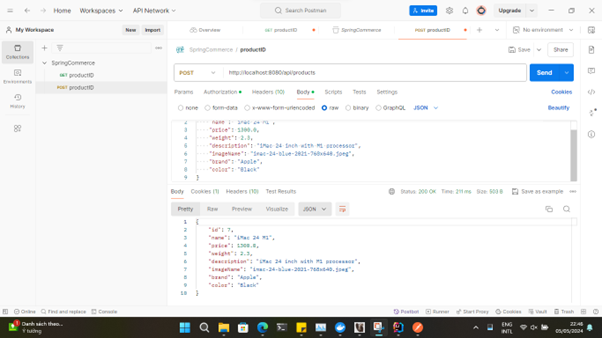 Home Workspaces API Network Search Postman Invite Upgrade
My Workspace New Import Overview GET productID SpringCommerce POST productID No environment
Collections
Environments
History
SpringCommerce
GET productID
POST productID
SpringCommerce / productID Save Share
POST http://localhost:8080/api/products Send
Params Authorization Headers (10) Body Scripts Tests Settings Cookies
none form-data x-www-form-urlencoded raw binary GraphQL JSON Beautify
2 "name": "iMac 24 M1",
3 "price": 1300.8,
4 "weight": 2.3,
5 "description": "iMac 24 inch with M1 processor",
6 "imageName": "imac-24-blue-2021-768x640.jpeg",
7 "brand": "Apple",
8 "color": "Black"
9 }
Body Cookies (1) Headers (10) Test Results Status: 200 OK Time: 211 ms Size: 503 B Save as example
Pretty Raw Preview Visualize JSON
1 {
2 "id": 7,
3 "name": "iMac 24 M1",
4 "price": 1300.8,
5 "weight": 2.3,
6 "description": "iMac 24 inch with M1 processor",
7 "imageName": "imac-24-blue-2021-768x640.jpeg",
8 "brand": "Apple",
9 "color": "Black"
10 }
Online Find and replace Console Postbot Runner Start Proxy Cookies Vault Trash
Danh sách theo...
Ý tưởng
ENG
INTL
22:46
05/05/2024